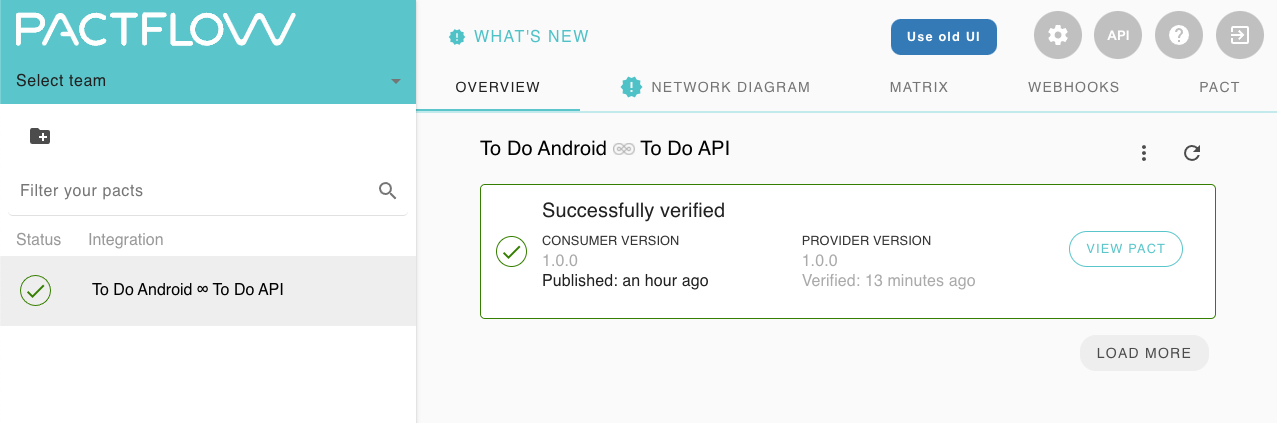 PACTFLOW
Select team
Filter your pacts
Status Integration
To Do Android ∞ To Do API
WHAT'S NEW
Use old UI
API
OVERVIEW NETWORK DIAGRAM MATRIX WEBHOOKS PACT
To Do Android To Do API
Successfully verified
CONSUMER VERSION
1.0.0
Published: an hour ago
PROVIDER VERSION
1.0.0
Verified: 13 minutes ago
VIEW PACT
LOAD MORE